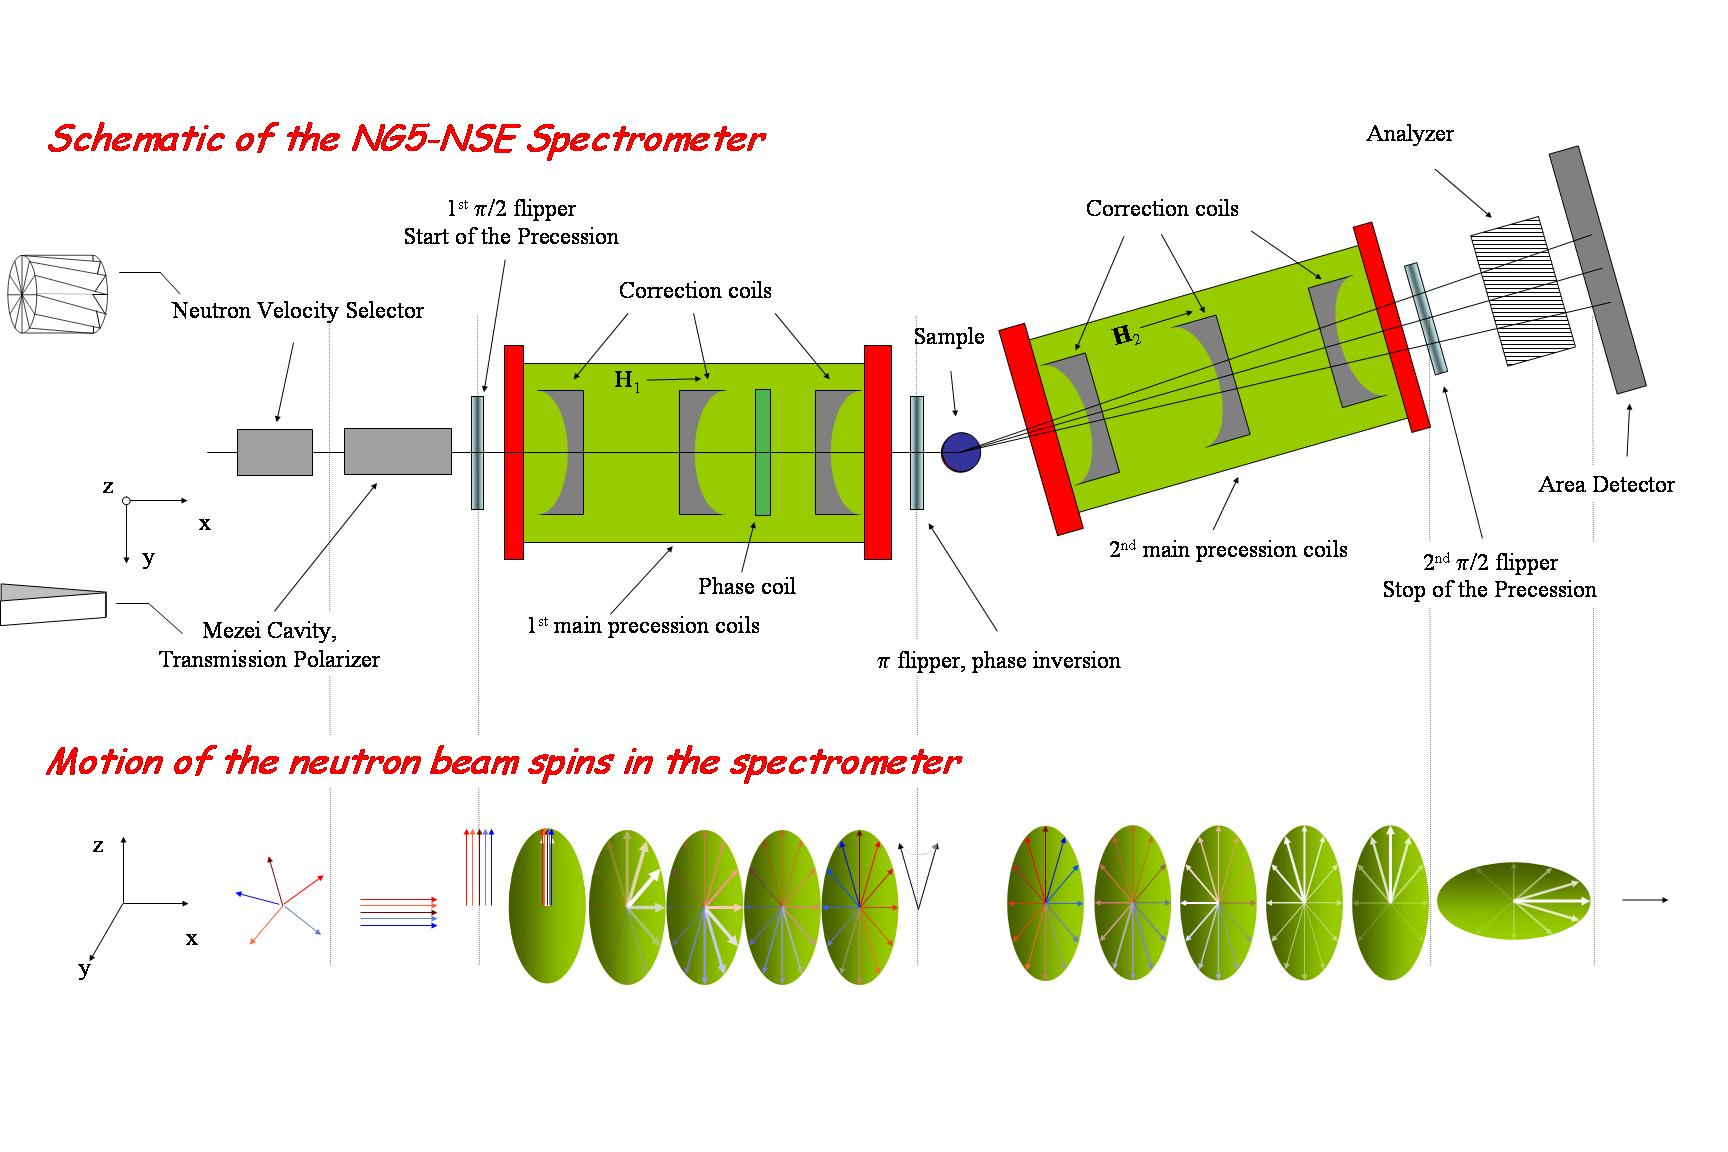 Schematic of the NG5-NSE Spectrometer
Analyzer
1st π/2 flipper
Start of the Precession
Correction coils
Neutron Velocity Selector
Correction coils
Sample
H1
H2
z
x
y
Area Detector
2nd main precession coils
2nd π/2 flipper
Stop of the Precession
Phase coil
1st main precession coils
Mezei Cavity,
Transmission Polarizer
π flipper, phase inversion
Motion of the neutron beam spins in the spectrometer
z
x
y